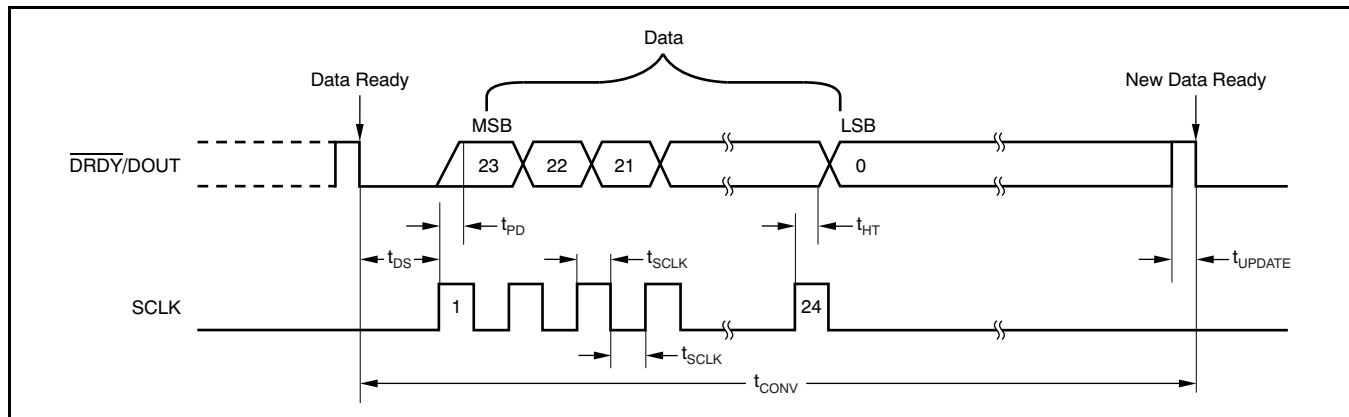 Data
Data Ready
New Data Ready
MSB
LSB
DRDY/DOUT
23
22
21
0
tPD
tHT
tDS
tSCLK
tUPDATE
SCLK
1
24
tSCLK
tCONV